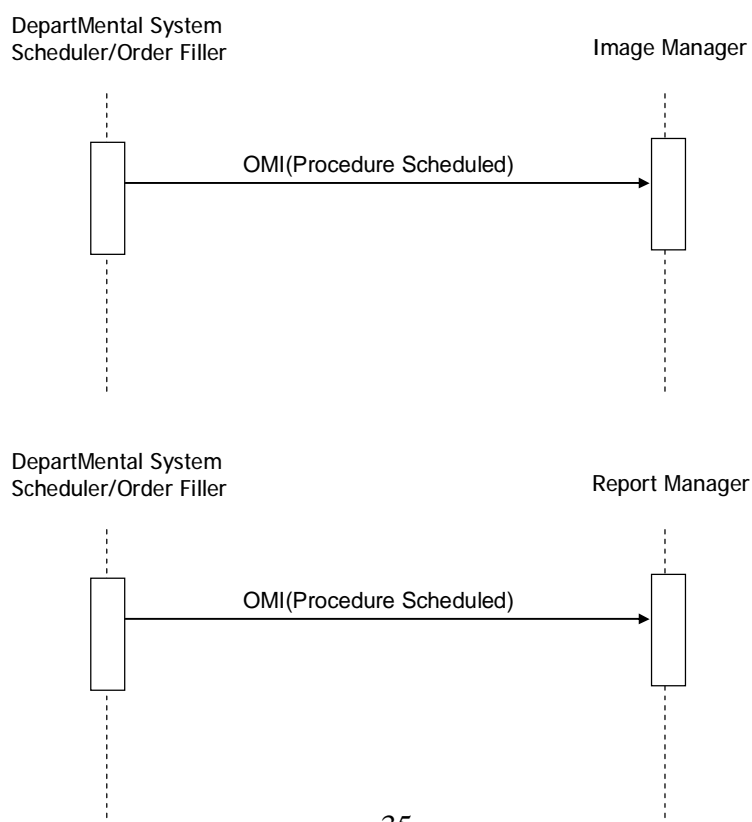 DepartMental System
Scheduler/Order Filler
Image Manager
OMI(Procedure Scheduled)
DepartMental System
Scheduler/Order Filler
Report Manager
OMI(Procedure Scheduled)